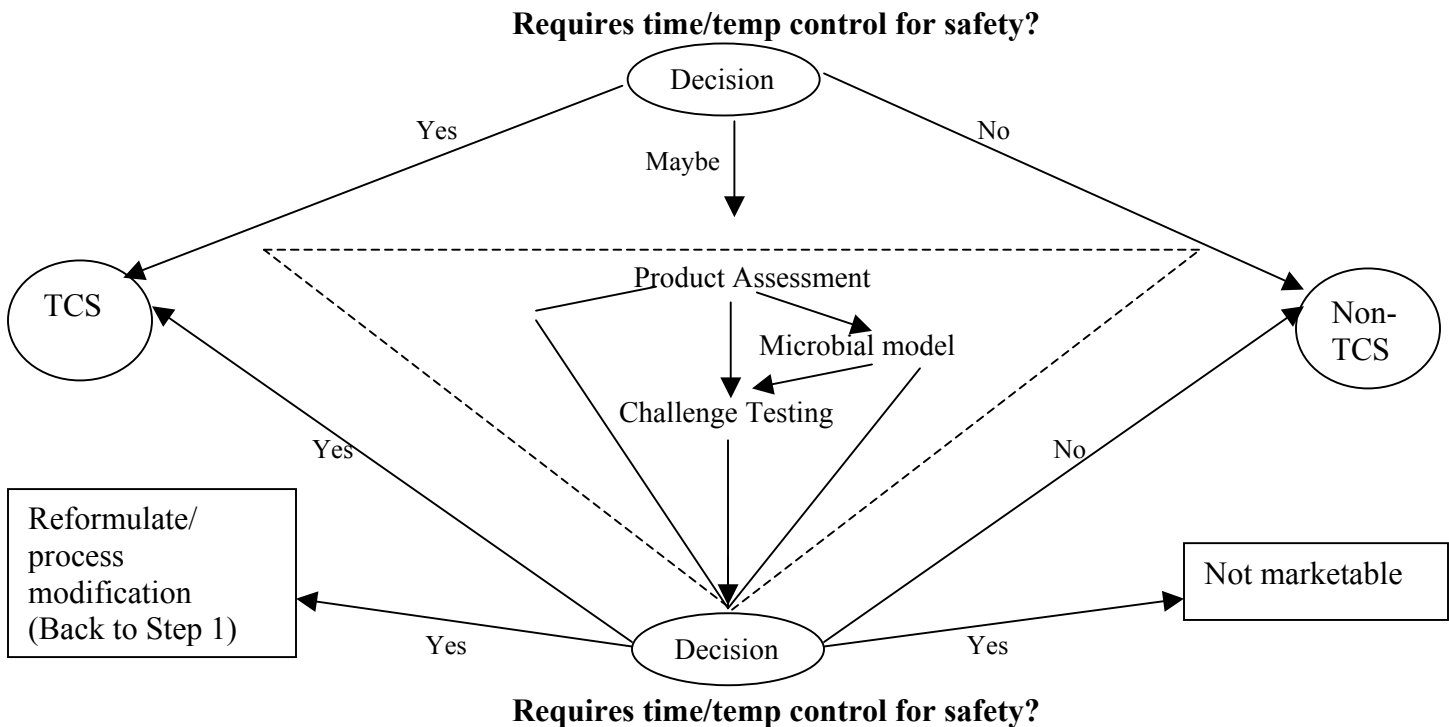 Requires time/temp control for safety?
Decision
Yes
No
Maybe
Product Assessment
TCS
Non-
TCS
Microbial model
Challenge Testing
Yes
No
Reformulate/
process
modification
(Back to Step 1)
Not marketable
Yes
Decision
Yes
Requires time/temp control for safety?